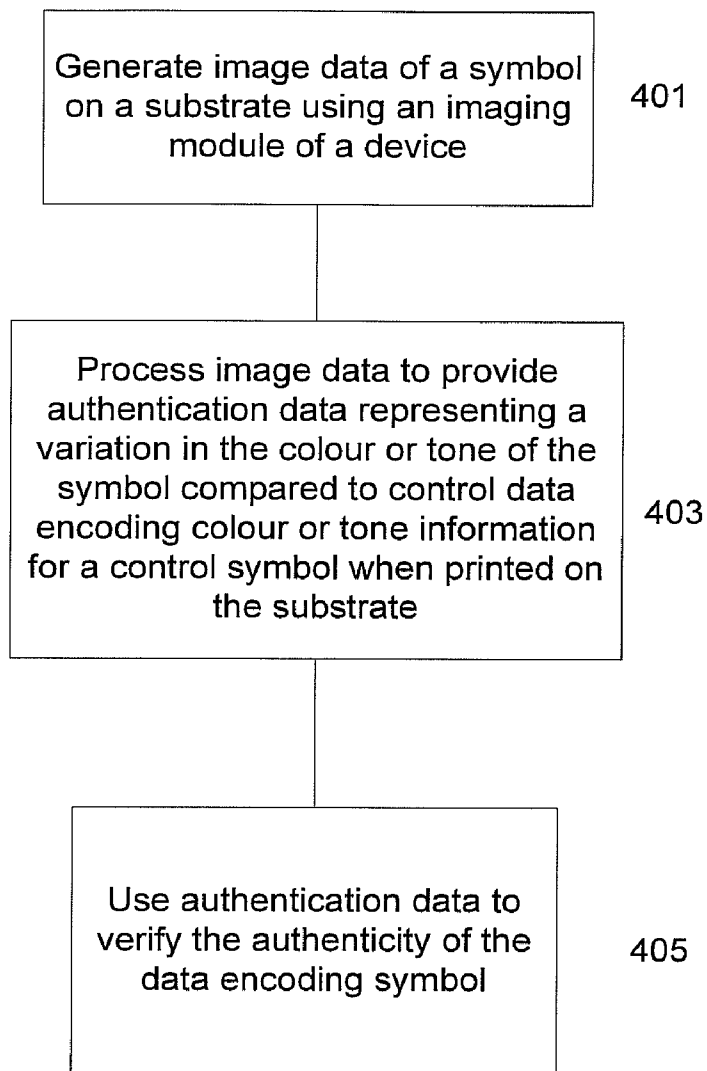 Generate image data of a symbol
on a substrate using an imaging
module of a device
401
Process image data to provide
authentication data representing a
variation in the colour or tone of the
symbol compared to control data
encoding colour or tone information
for a control symbol when printed on
the substrate
403
Use authentication data to
verify the authenticity of the
data encoding symbol
405